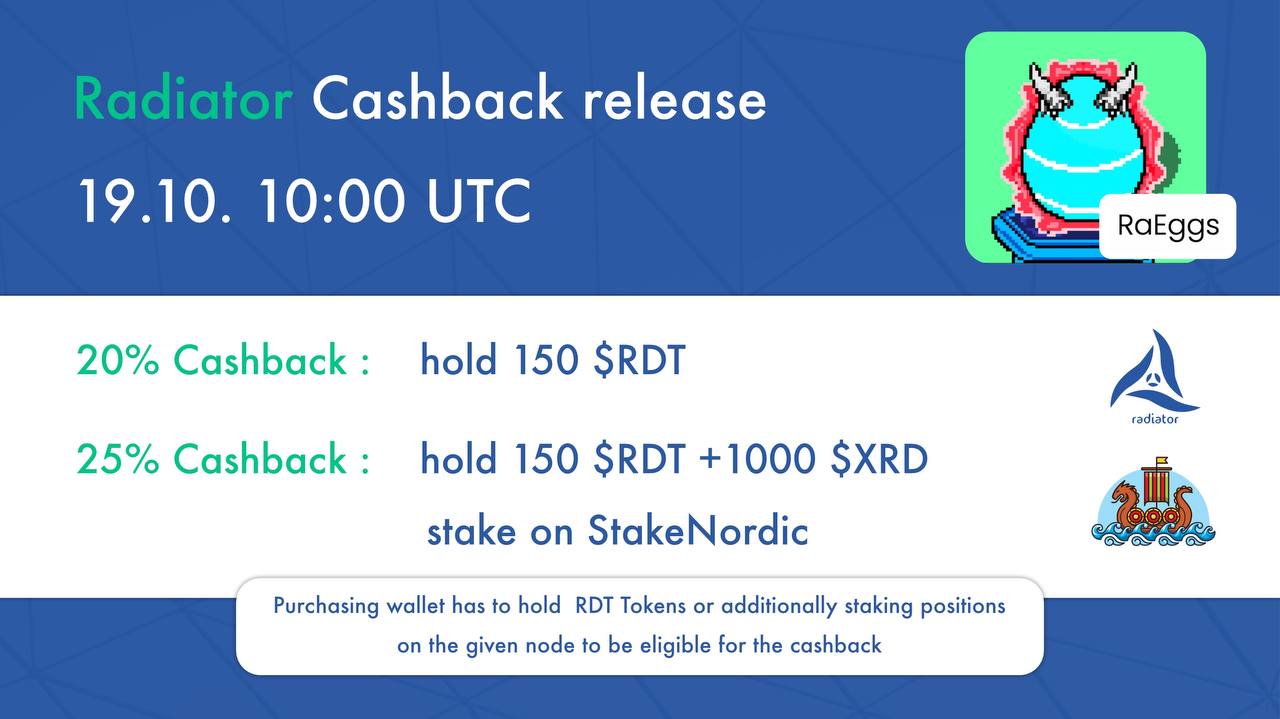 Radiator Cashback release
19.10. 10:00 UTC
RaEggs
20% Cashback : hold 150 $RDT
radiator
25% Cashback : hold 150 $RDT +1000 $XRD
stake on StakeNordic
Purchasing wallet has to hold RDT Tokens or additionally staking positions
on the given node to be eligible for the cashback